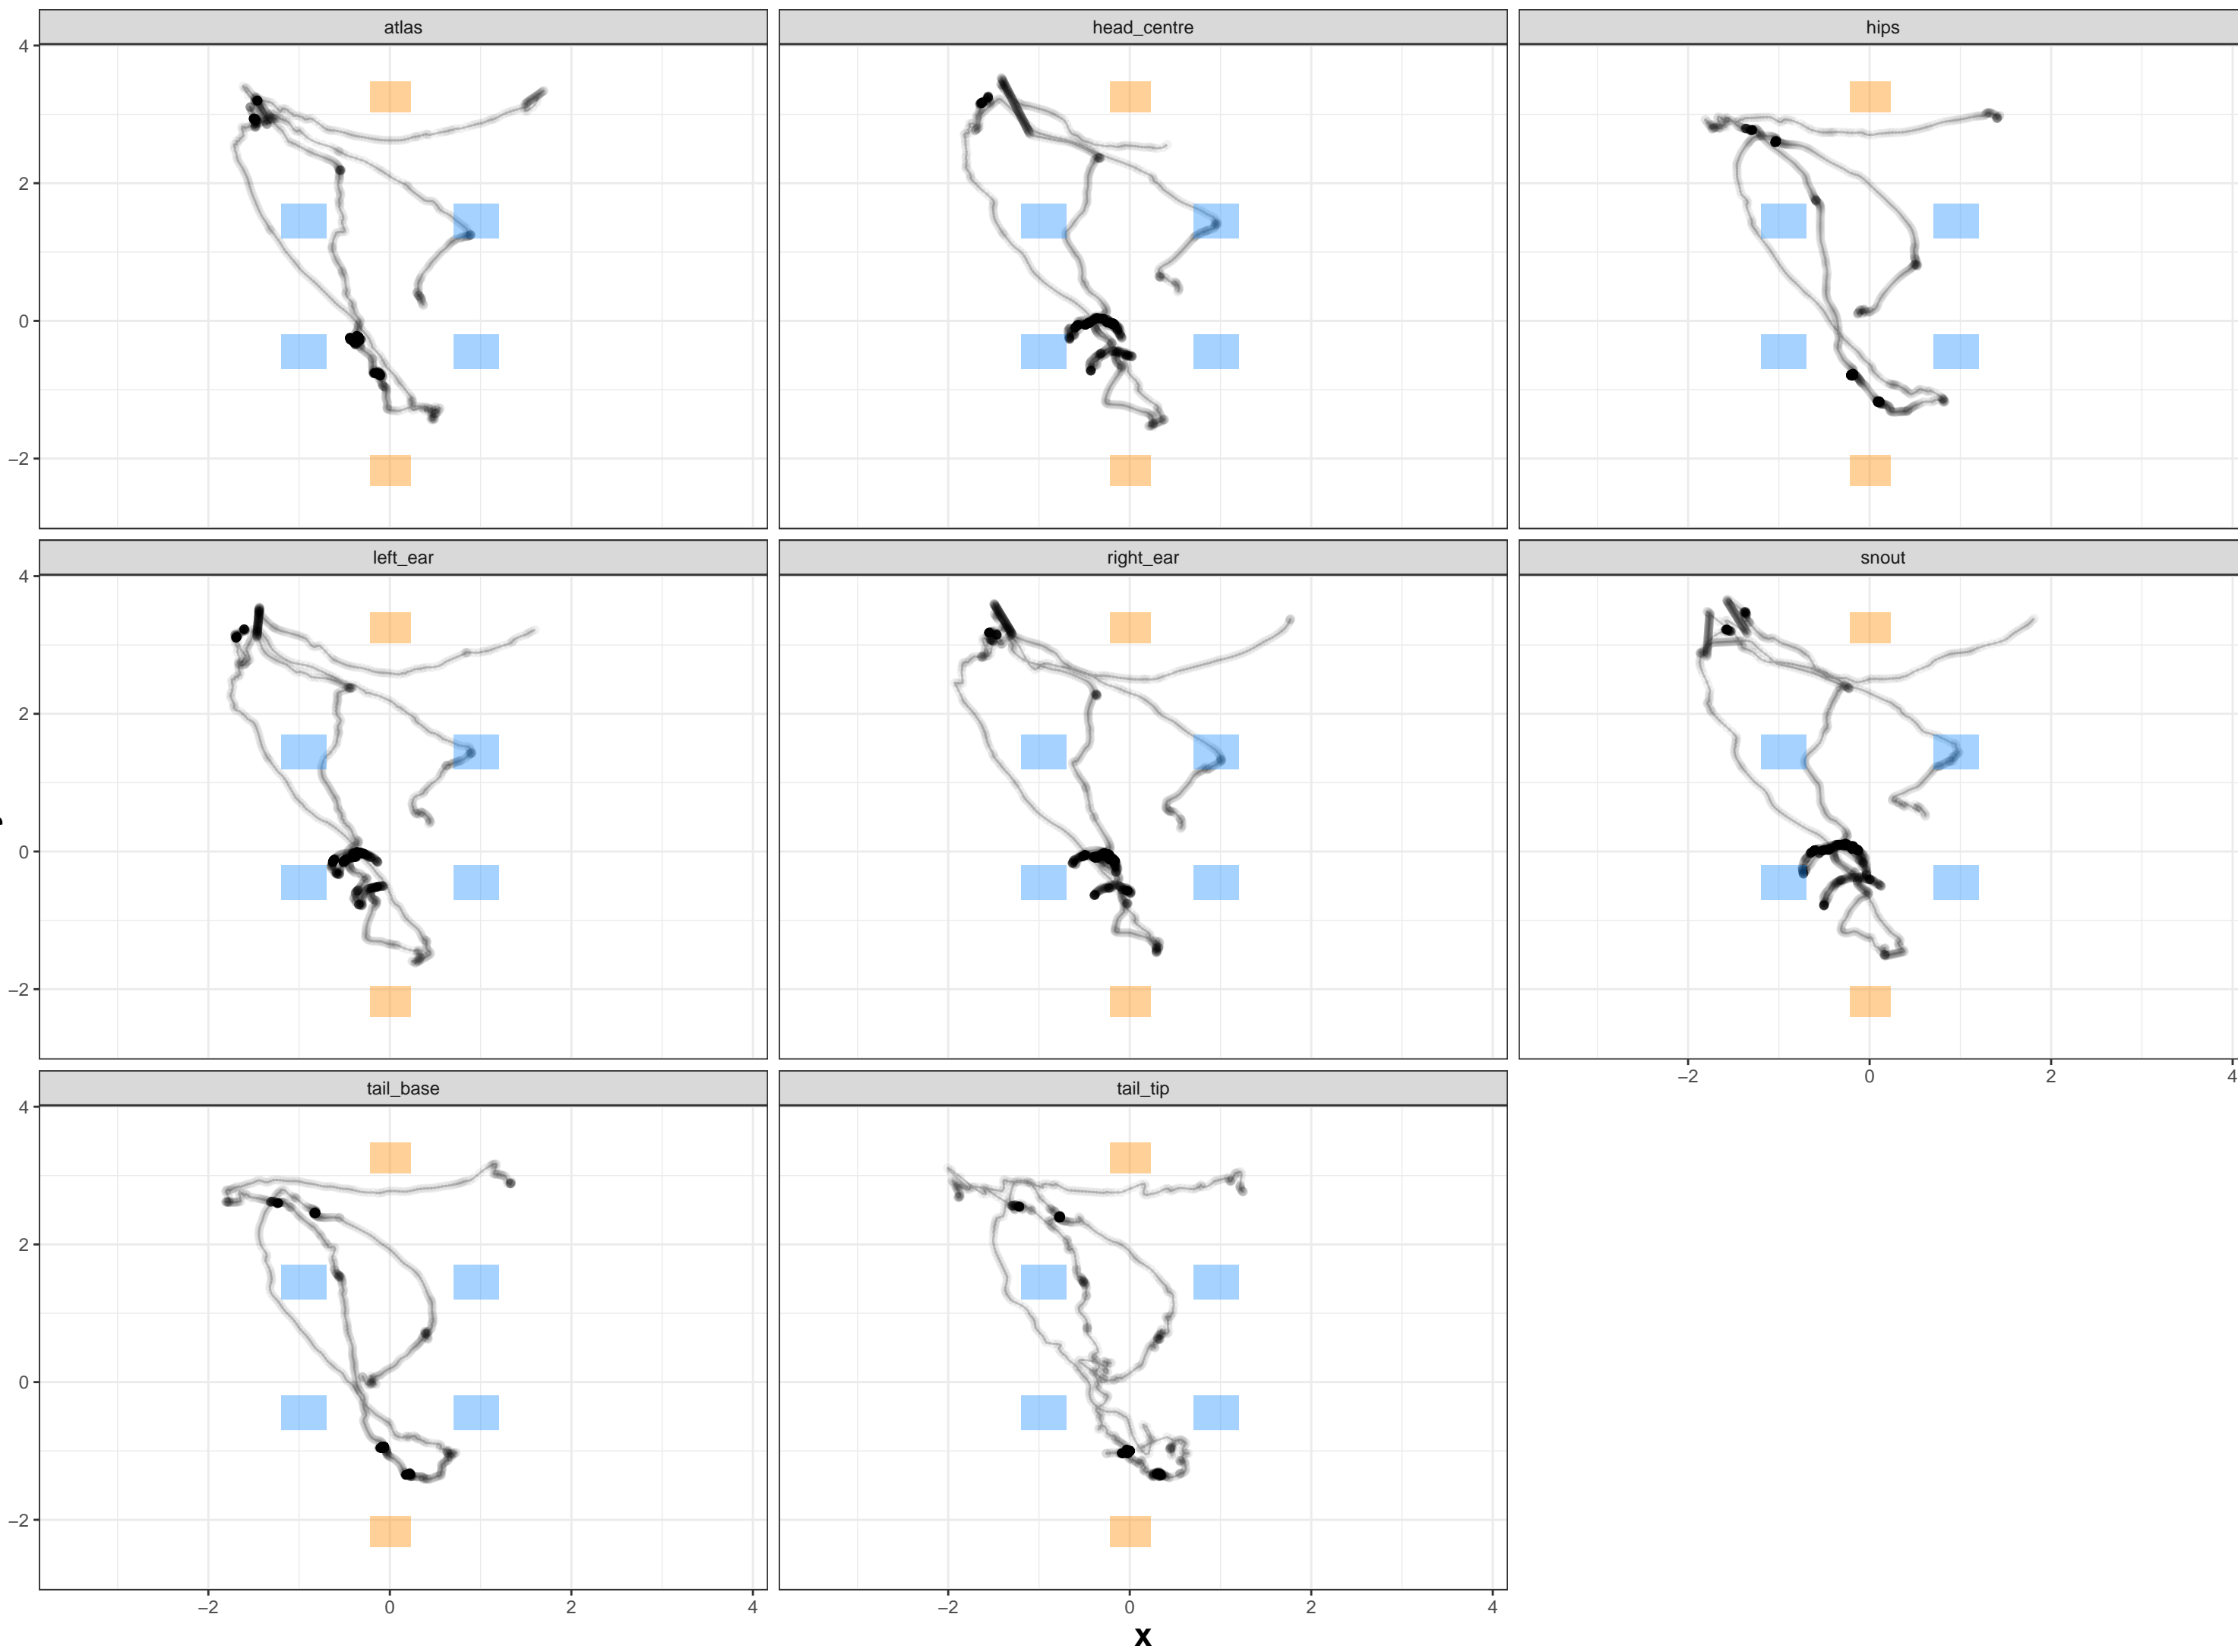 atlas head_centre hips
4
2
0
−2
left_ear right_ear snout
4
2
0
−2
−2 0 2 4
tail_base tail_tip
4
2
0
−2
−2 0 2 4 −2 0 2 4
x